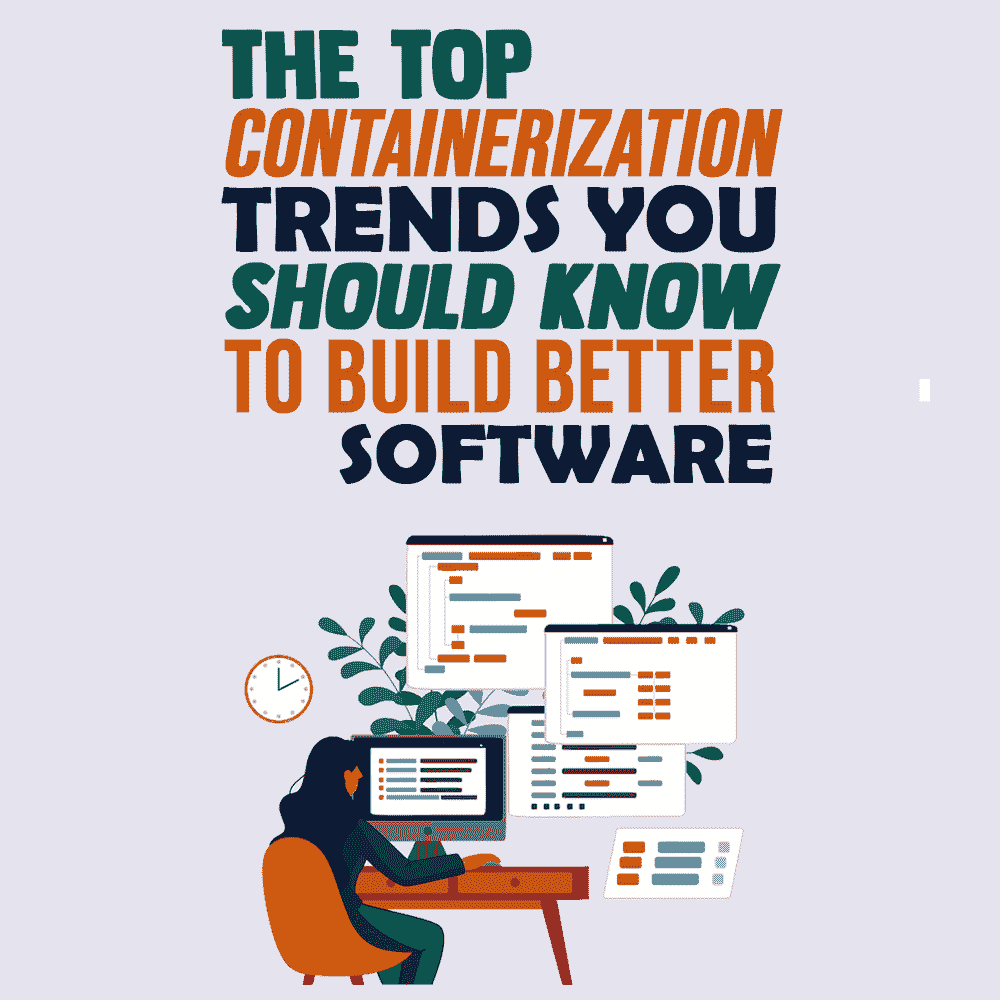 THE TOP
CONTAINERIZATION
TRENDS YOU
SHOULD KNOW
TO BUILD BETTER
SOFTWARE